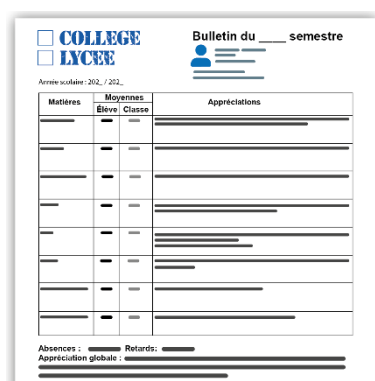 COLLEGE
LYCEE
Bulletin du ____ semestre
Année scolaire : 202_ / 202_
Matières
Moyennes
Élève Classe
Appréciations
Absences :
Retards:
Appréciation globale :